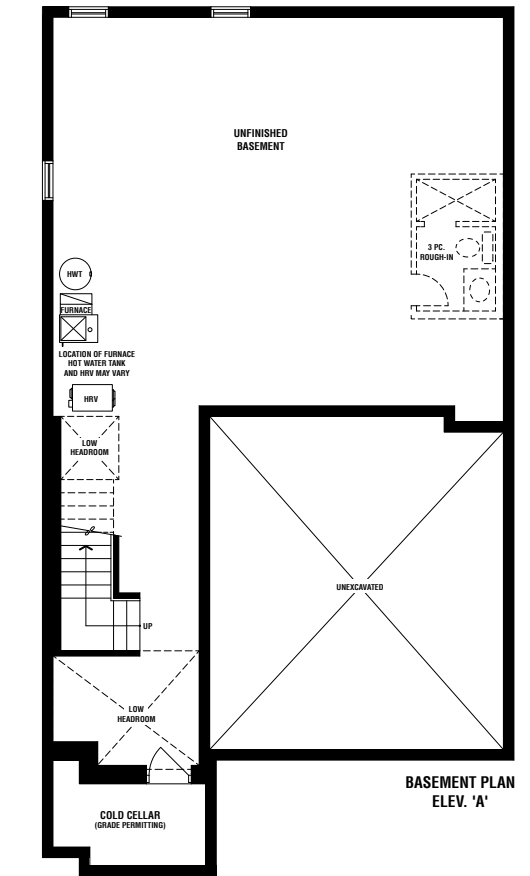 UNFINISHED
BASEMENT
3 PC.
ROUGH-IN
HWT
FURNACE
LOCATION OF FURNACE
HOT WATER TANK
AND HRV MAY VARY
HRV
LOW
HEADROOM
UNEXCAVATED
UP
LOW
HEADROOM
BASEMENT PLAN
ELEV. 'A'
COLD CELLAR
(GRADE PERMITTING)